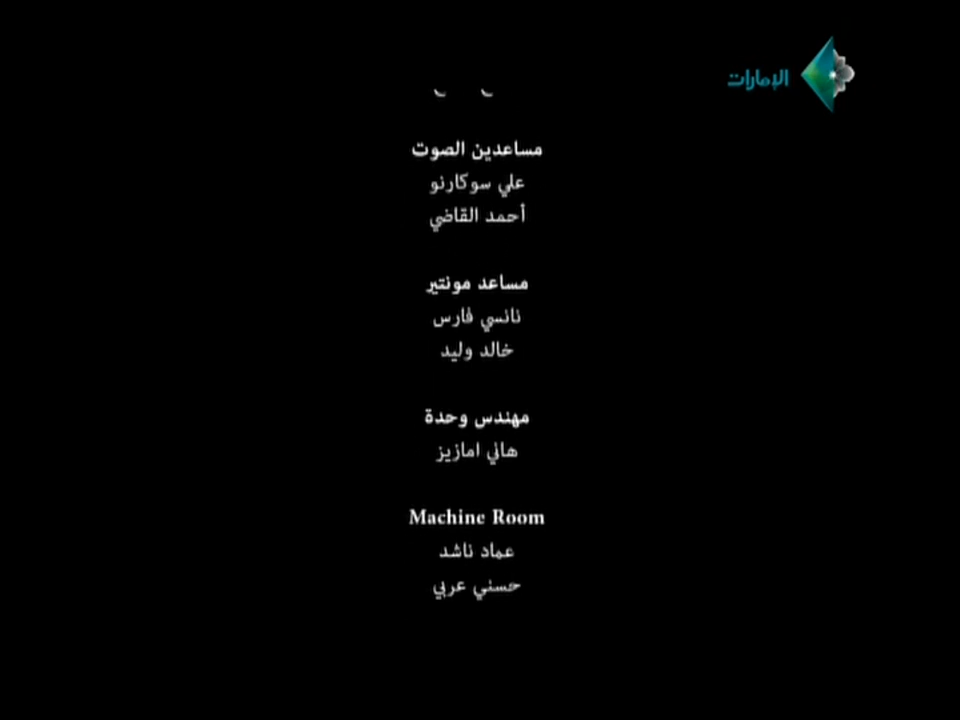 الإمارات
مساعدين الصوت
علي سوكارنو
أحمد القاضي
مساعد مونتير
نانسي فارس
خالد وليد
مهندس وحدة
هاني امازيز
Machine Room
عماد ناشد
حسني عربي